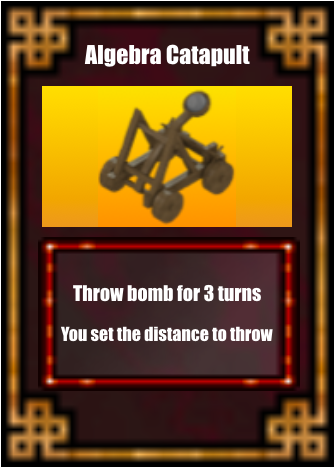 Algebra Catapult
Throw bomb for 3 turns
You set the distance to throw